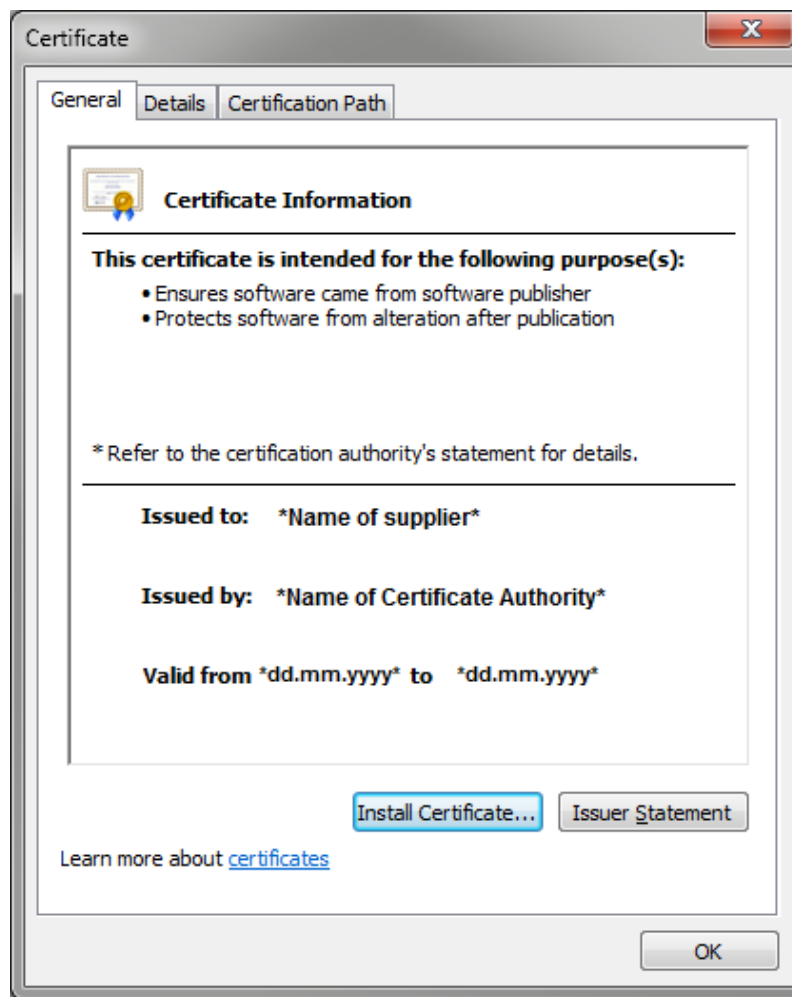 Certificate
General Details Certification Path
Certificate Information
This certificate is intended for the following purpose(s):
• Ensures software came from software publisher
• Protects software from alteration after publication
* Refer to the certification authority's statement for details.
Issued to: *Name of supplier*
Issued by: *Name of Certificate Authority*
Valid from *dd.mm.yyyy* to *dd.mm.yyyy*
Install Certificate... Issuer Statement
Learn more about certificates
OK